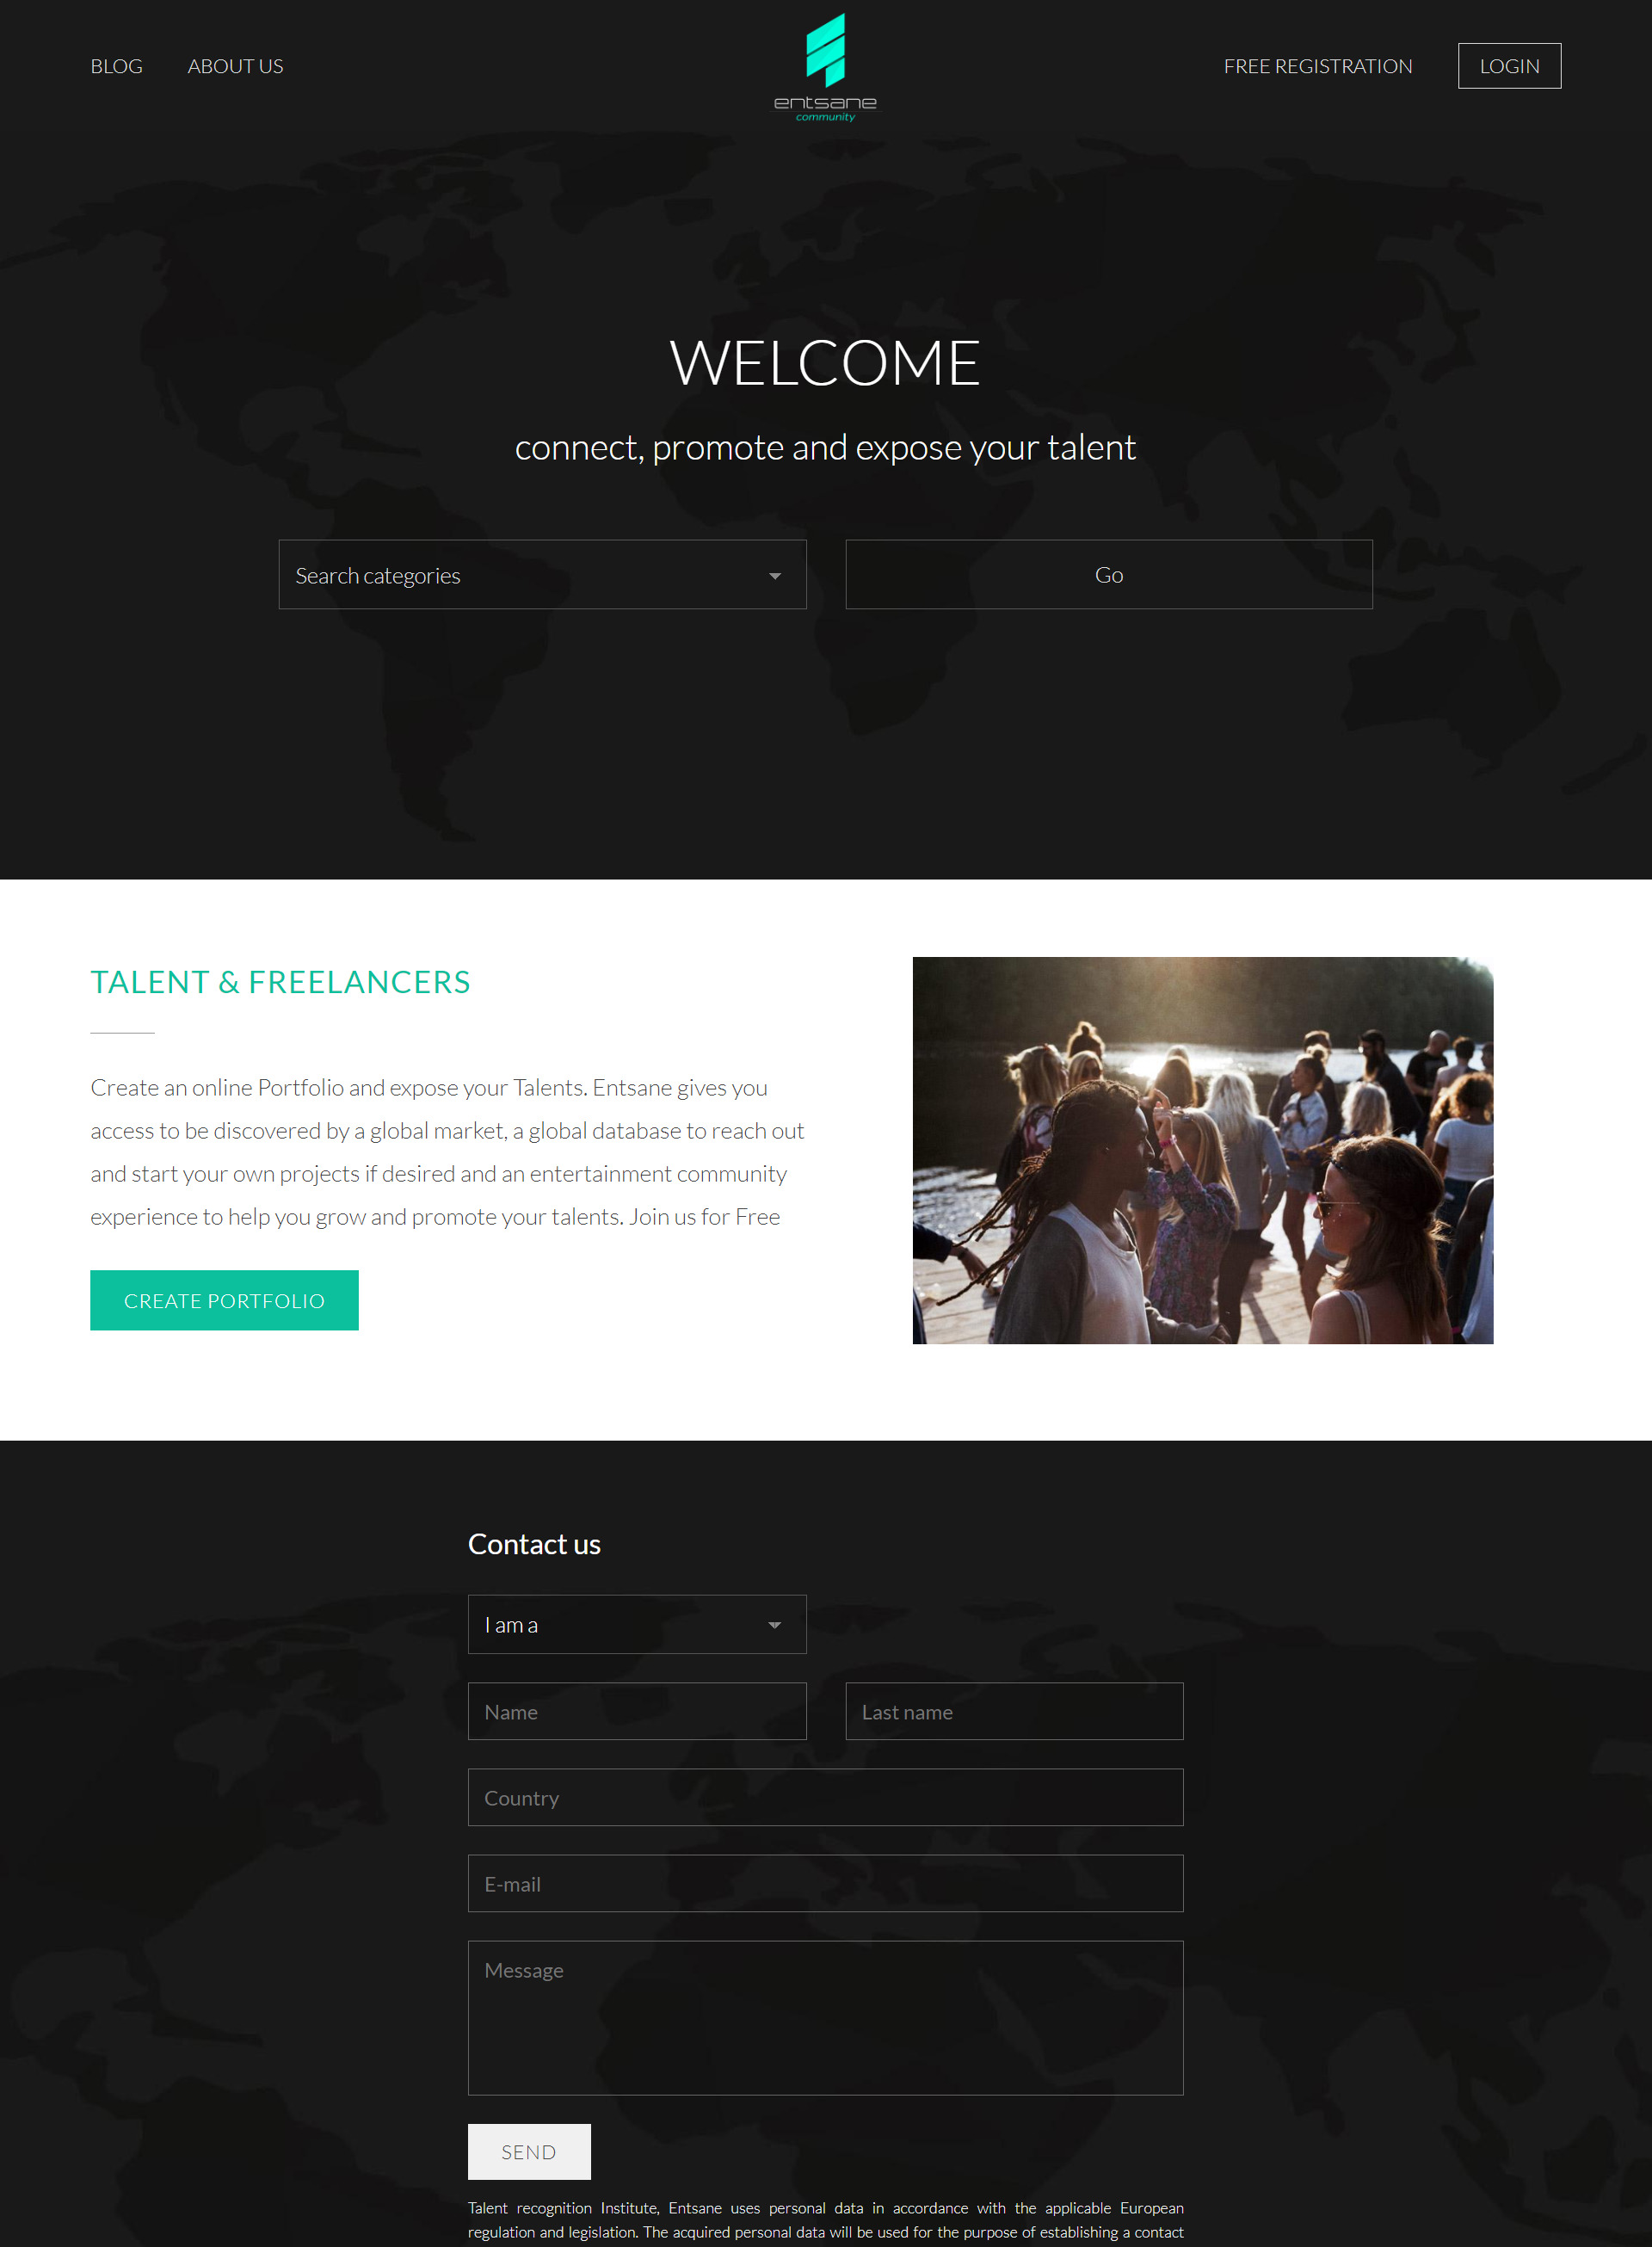 BLOG
ABOUT US
entsane
community
FREE REGISTRATION
LOGIN
WELCOME
connect, promote and expose your talent
Search categories
Go
TALENT & FREELANCERS
Create an online Portfolio and expose your Talents. Entsane gives you
access to be discovered by a global market, a global database to reach out
and start your own projects if desired and an entertainment community
experience to help you grow and promote your talents. Join us for Free
CREATE PORTFOLIO
Contact us
I am a
Name
Last name
Country
E-mail
Message
SEND
Talent recognition Institute, Entsane uses personal data in accordance with the applicable European
regulation and legislation. The acquired personal data will be used for the purpose of establishing a contact